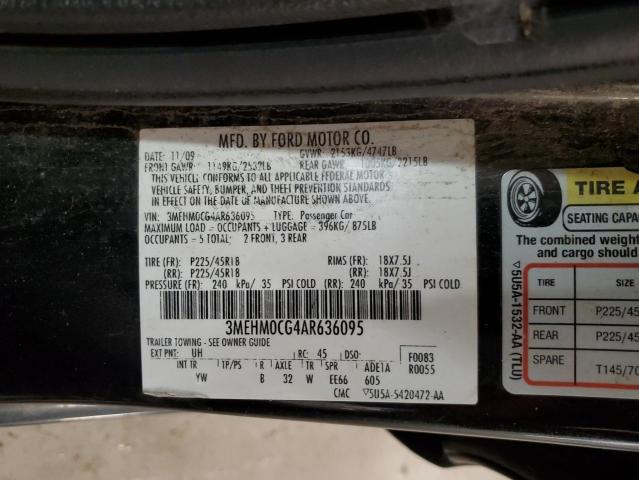 MFD. BY FORD MOTOR CO.
DATE: 11/09 GVWR: 2153KG/4747LB
FRONT GAWR: 1149KG/2532LB REAR GAWR: 1005KG/2215LB
THIS VEHICLE CONFORMS TO ALL APPLICABLE FEDERAL MOTOR
VEHICLE SAFETY, BUMPER, AND THEFT PREVENTION STANDARDS
IN EFFECT ON THE DATE OF MANUFACTURE SHOWN ABOVE.
VIN: 3MEHM0CG4AR636095 TYPE: Passenger Car
MAXIMUM LOAD = OCCUPANTS + LUGGAGE = 396KG/ 875LB
OCCUPANTS = 5 TOTAL: 2 FRONT, 3 REAR
TIRE (FR): P225/45R18 RIMS (FR): 18X7.5J
(RR): P225/45R18 (RR): 18X7.5J
PRESSURE (FR): 240 kPa/ 35 PSI COLD (RR): 240 kPa/ 35 PSI COLD
3MEHM0CG4AR636095
TRAILER TOWING - SEE OWNER GUIDE
EXT PNT: UH RC: 45 DSO: F0083
R0055
INT TR TP/PS R AXLE TR SPR ADE1A
YW B 32 W EE66 605
CMC ▽5U5A-5420472-AA
TIRE A
SEATING CAPA
The combined weight
and cargo should
TIRE SIZE
FRONT P225/45
REAR P225/45
SPARE T145/70
▽5U5A-1532-AA (TLU)